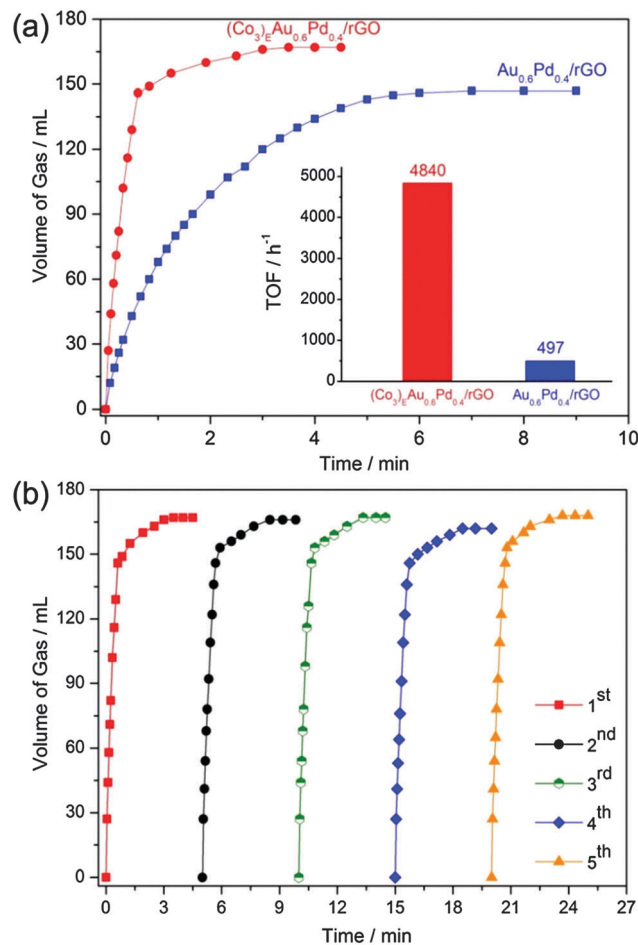 (a)
180
150
120
90
60
30
0
Volume of Gas / mL
(Co₃)ₑAu₀.₆Pd₀.₄/rGO
Au₀.₆Pd₀.₄/rGO
5000
4000
3000
2000
1000
0
TOF / h⁻¹
4840
497
(Co₃)ₑAu₀.₆Pd₀.₄/rGO
Au₀.₆Pd₀.₄/rGO
0 2 4 6 8 10
Time / min
(b)
180
150
120
90
60
30
0
Volume of Gas / mL
1ˢᵗ
2ⁿᵈ
3ʳᵈ
4ᵗʰ
5ᵗʰ
0 3 6 9 12 15 18 21 24 27
Time / min